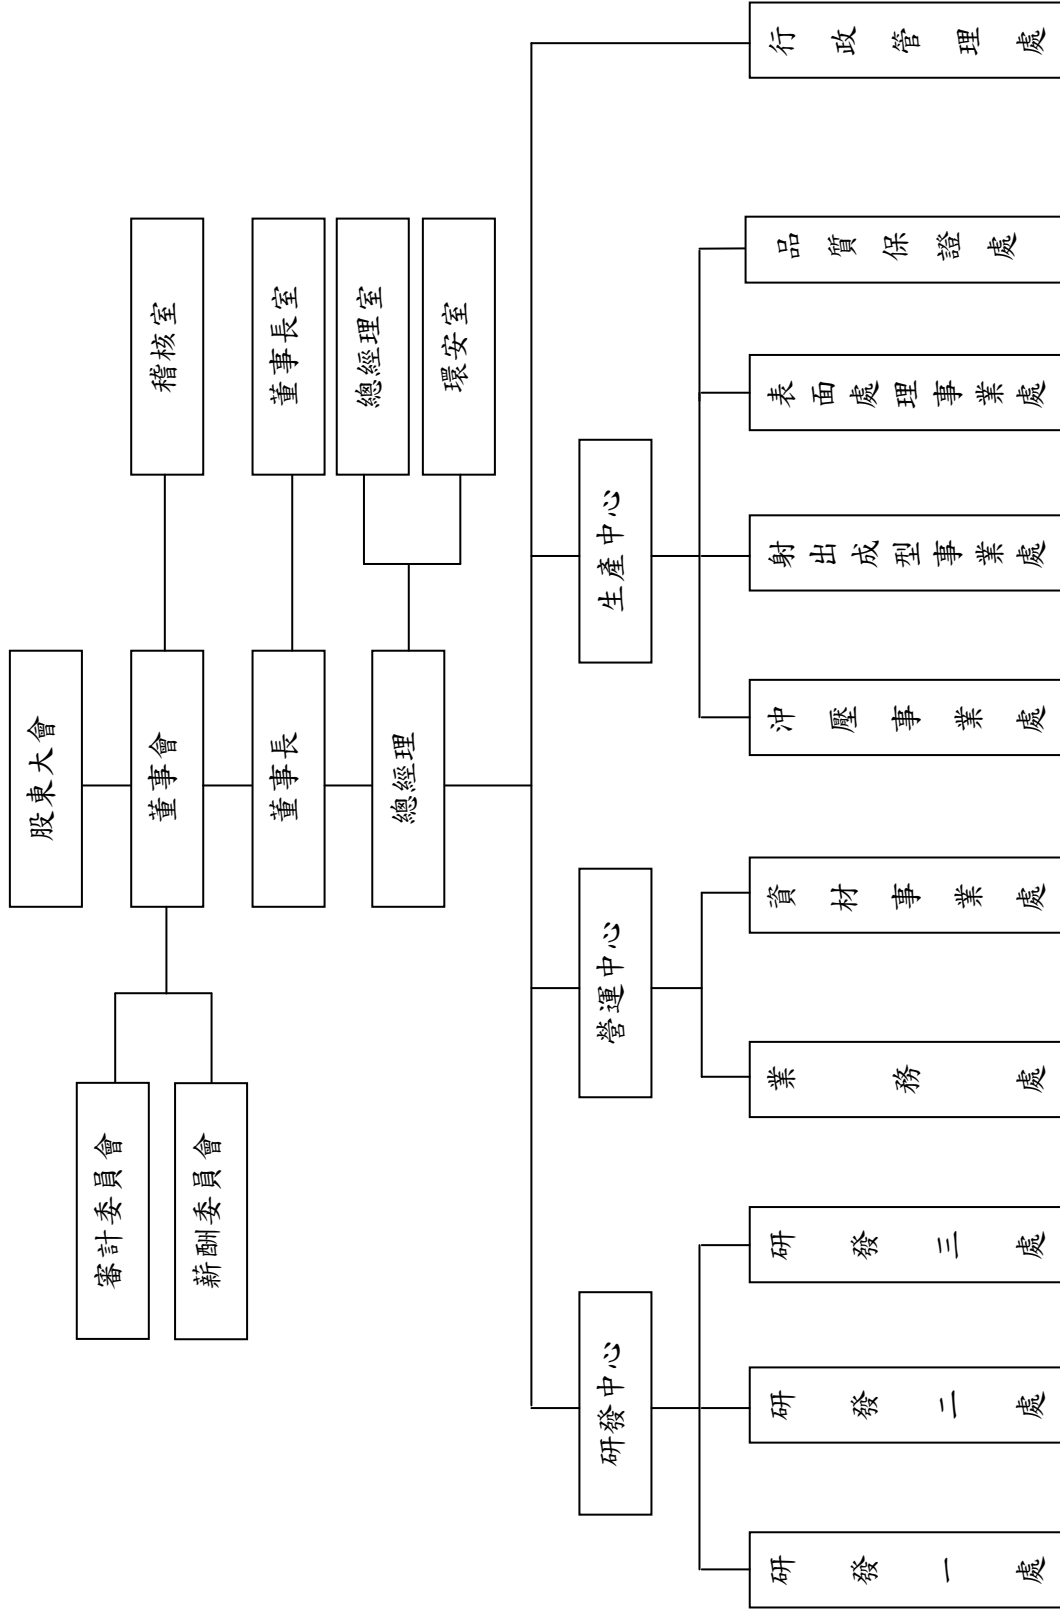 股東大會
董事會
稽核室
審計委員會
薪酬委員會
董事長
董事長室
總經理
總經理室
環安室
研發中心
營運中心
生產中心
研發一處
研發二處
研發三處
業務處
資材事業處
沖壓事業處
射出成型事業處
表面處理事業處
品質保證處
行政管理處